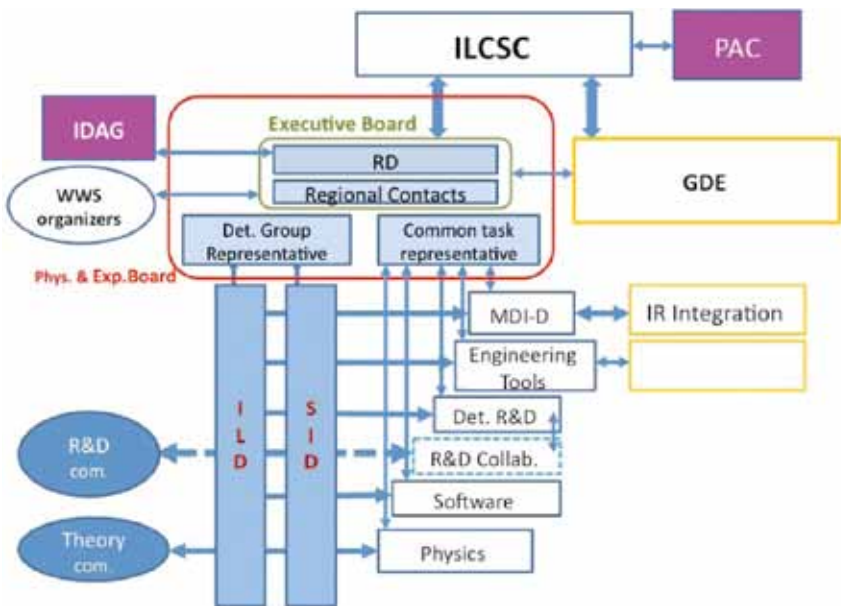 ILCSC
PAC
IDAG
Executive Board
RD
Regional Contacts
WWS
organizers
GDE
Det. Group
Representative
Common task
representative
Phys. & Exp.Board
MDI-D
IR Integration
Engineering
Tools
Det. R&D
R&D
com.
I
L
D
S
I
D
R&D Collab.
Software
Theory
com.
Physics